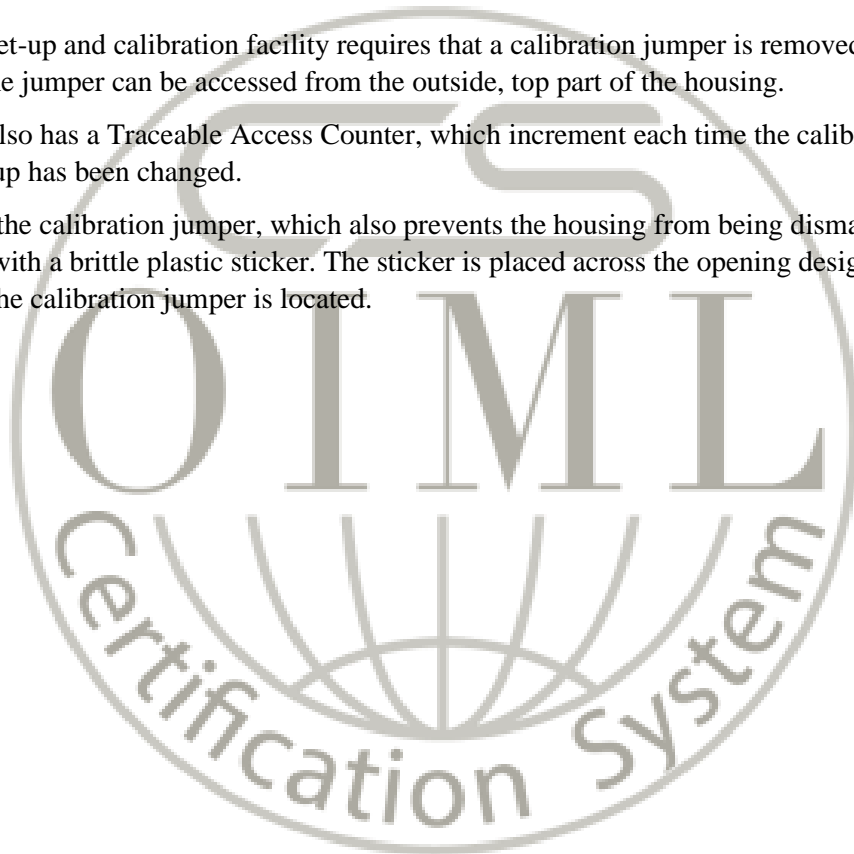 et-up and calibration facility requires that a calibration jumper is removed
e jumper can be accessed from the outside, top part of the housing.
lso has a Traceable Access Counter, which increment each time the calib
up has been changed.
the calibration jumper, which also prevents the housing from being disma
with a brittle plastic sticker. The sticker is placed across the opening desig
he calibration jumper is located.
CS
OIML
Certification System